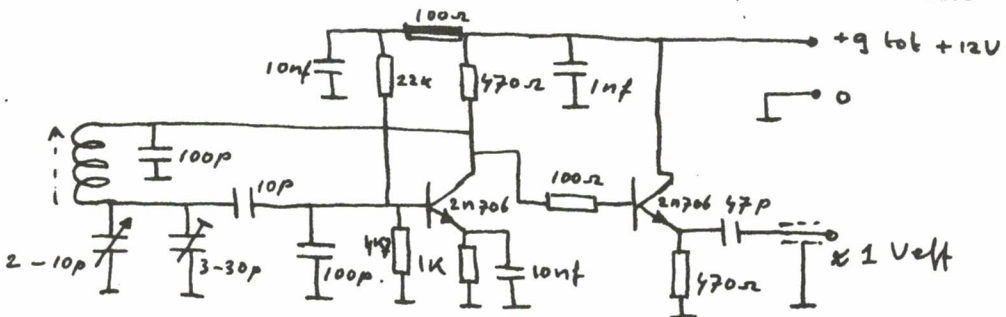 100Ω
+9 tot +12V
10nf
22K
470Ω
1nf
0
100p
10p
100Ω
2n706
2n706
47p
2-10p
3-30p
100p.
4K7
1K
10nf
470Ω
≈ 1 Veff